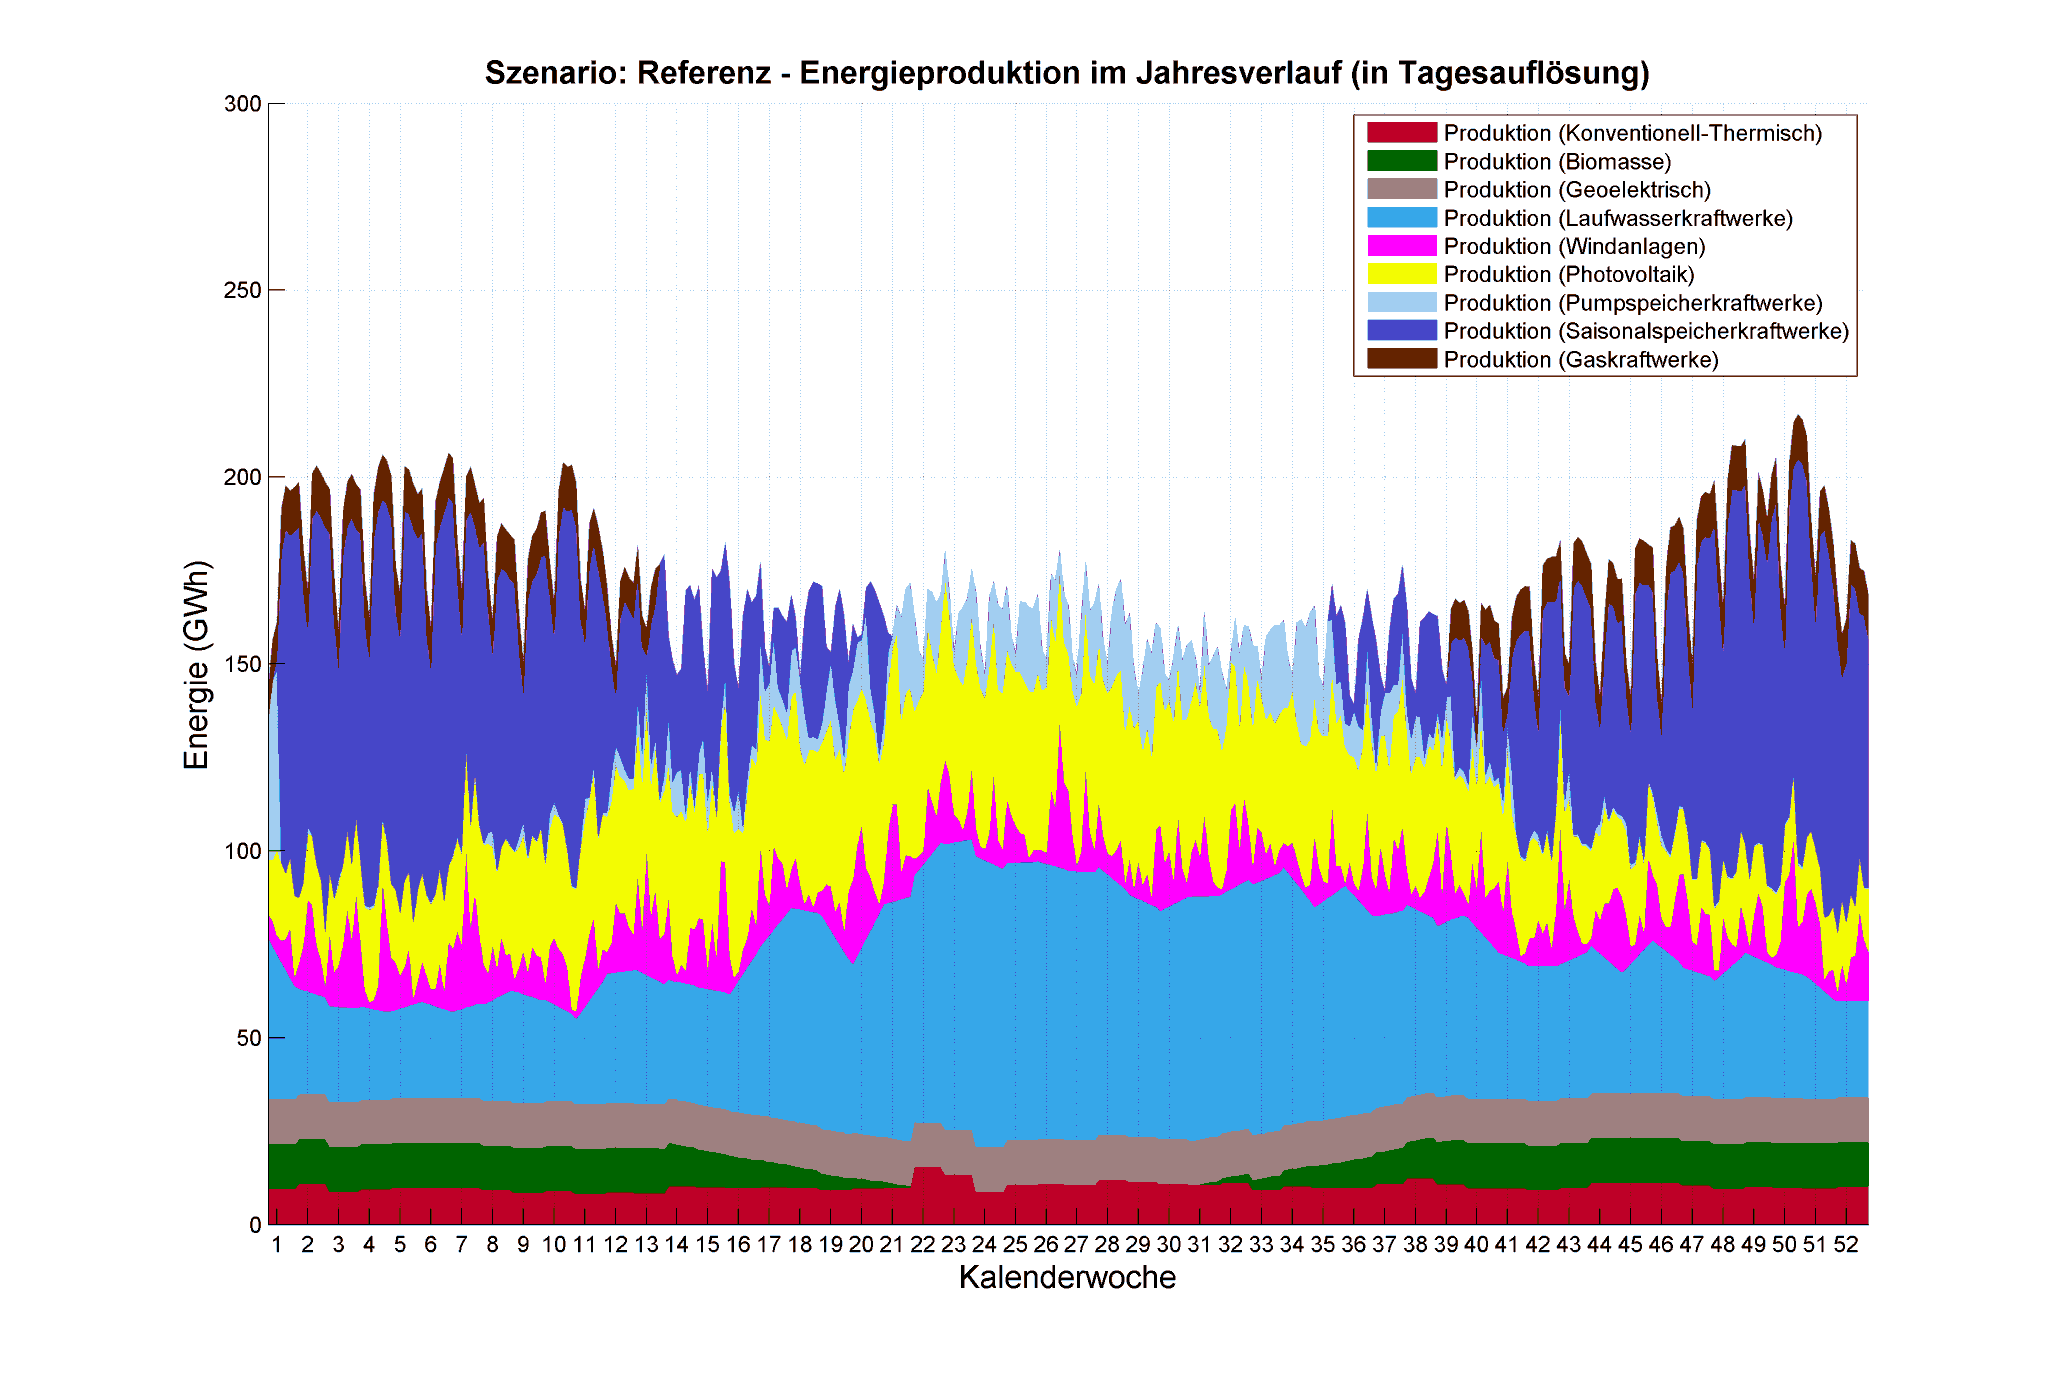 Szenario: Referenz - Energieproduktion im Jahresverlauf (in Tagesauflösung)
300
250
200
150
100
50
0
Energie (GWh)
Produktion (Konventionell-Thermisch)
Produktion (Biomasse)
Produktion (Geoelektrisch)
Produktion (Laufwasserkraftwerke)
Produktion (Windanlagen)
Produktion (Photovoltaik)
Produktion (Pumpspeicherkraftwerke)
Produktion (Saisonalspeicherkraftwerke)
Produktion (Gaskraftwerke)
1 2 3 4 5 6 7 8 9 10 11 12 13 14 15 16 17 18 19 20 21 22 23 24 25 26 27 28 29 30 31 32 33 34 35 36 37 38 39 40 41 42 43 44 45 46 47 48 49 50 51 52
Kalenderwoche